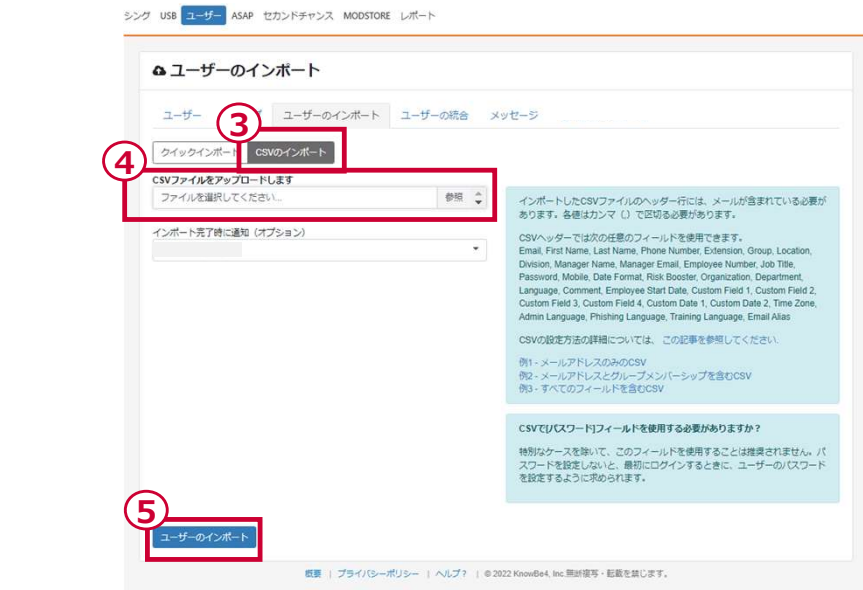 シング USB ユーザー ASAP セカンドチャンス MODSTORE レポート
ユーザーのインポート
ユーザー
ユーザーのインポート ユーザーの統合 メッセージ
③
クイックインポート CSVのインポート
④
CSVファイルをアップロードします
ファイルを選択してください... 参照
インポート完了時に通知（オプション）
インポートしたCSVファイルのヘッダー行には、メールが含まれている必要が
あります。各値はカンマ（,）で区切る必要があります。
CSVヘッダーでは次の任意のフィールドを使用できます。
Email, First Name, Last Name, Phone Number, Extension, Group, Location,
Division, Manager Name, Manager Email, Employee Number, Job Title,
Password, Mobile, Date Format, Risk Booster, Organization, Department,
Language, Comment, Employee Start Date, Custom Field 1, Custom Field 2,
Custom Field 3, Custom Field 4, Custom Date 1, Custom Date 2, Time Zone,
Admin Language, Phishing Language, Training Language, Email Alias
CSVの設定方法の詳細については、 この記事を参照してください.
例1 - メールアドレスのみのCSV
例2 - メールアドレスとグループメンバーシップを含むCSV
例3 - すべてのフィールドを含むCSV
CSVで[パスワード]フィールドを使用する必要がありますか？
特別なケースを除いて、このフィールドを使用することは推奨されません。パ
スワードを設定しないと、最初にログインするときに、ユーザーのパスワード
を設定するように求められます。
⑤
ユーザーのインポート
概要 | プライバシーポリシー | ヘルプ？ | © 2022 KnowBe4, Inc.無断複写・転載を禁じます。